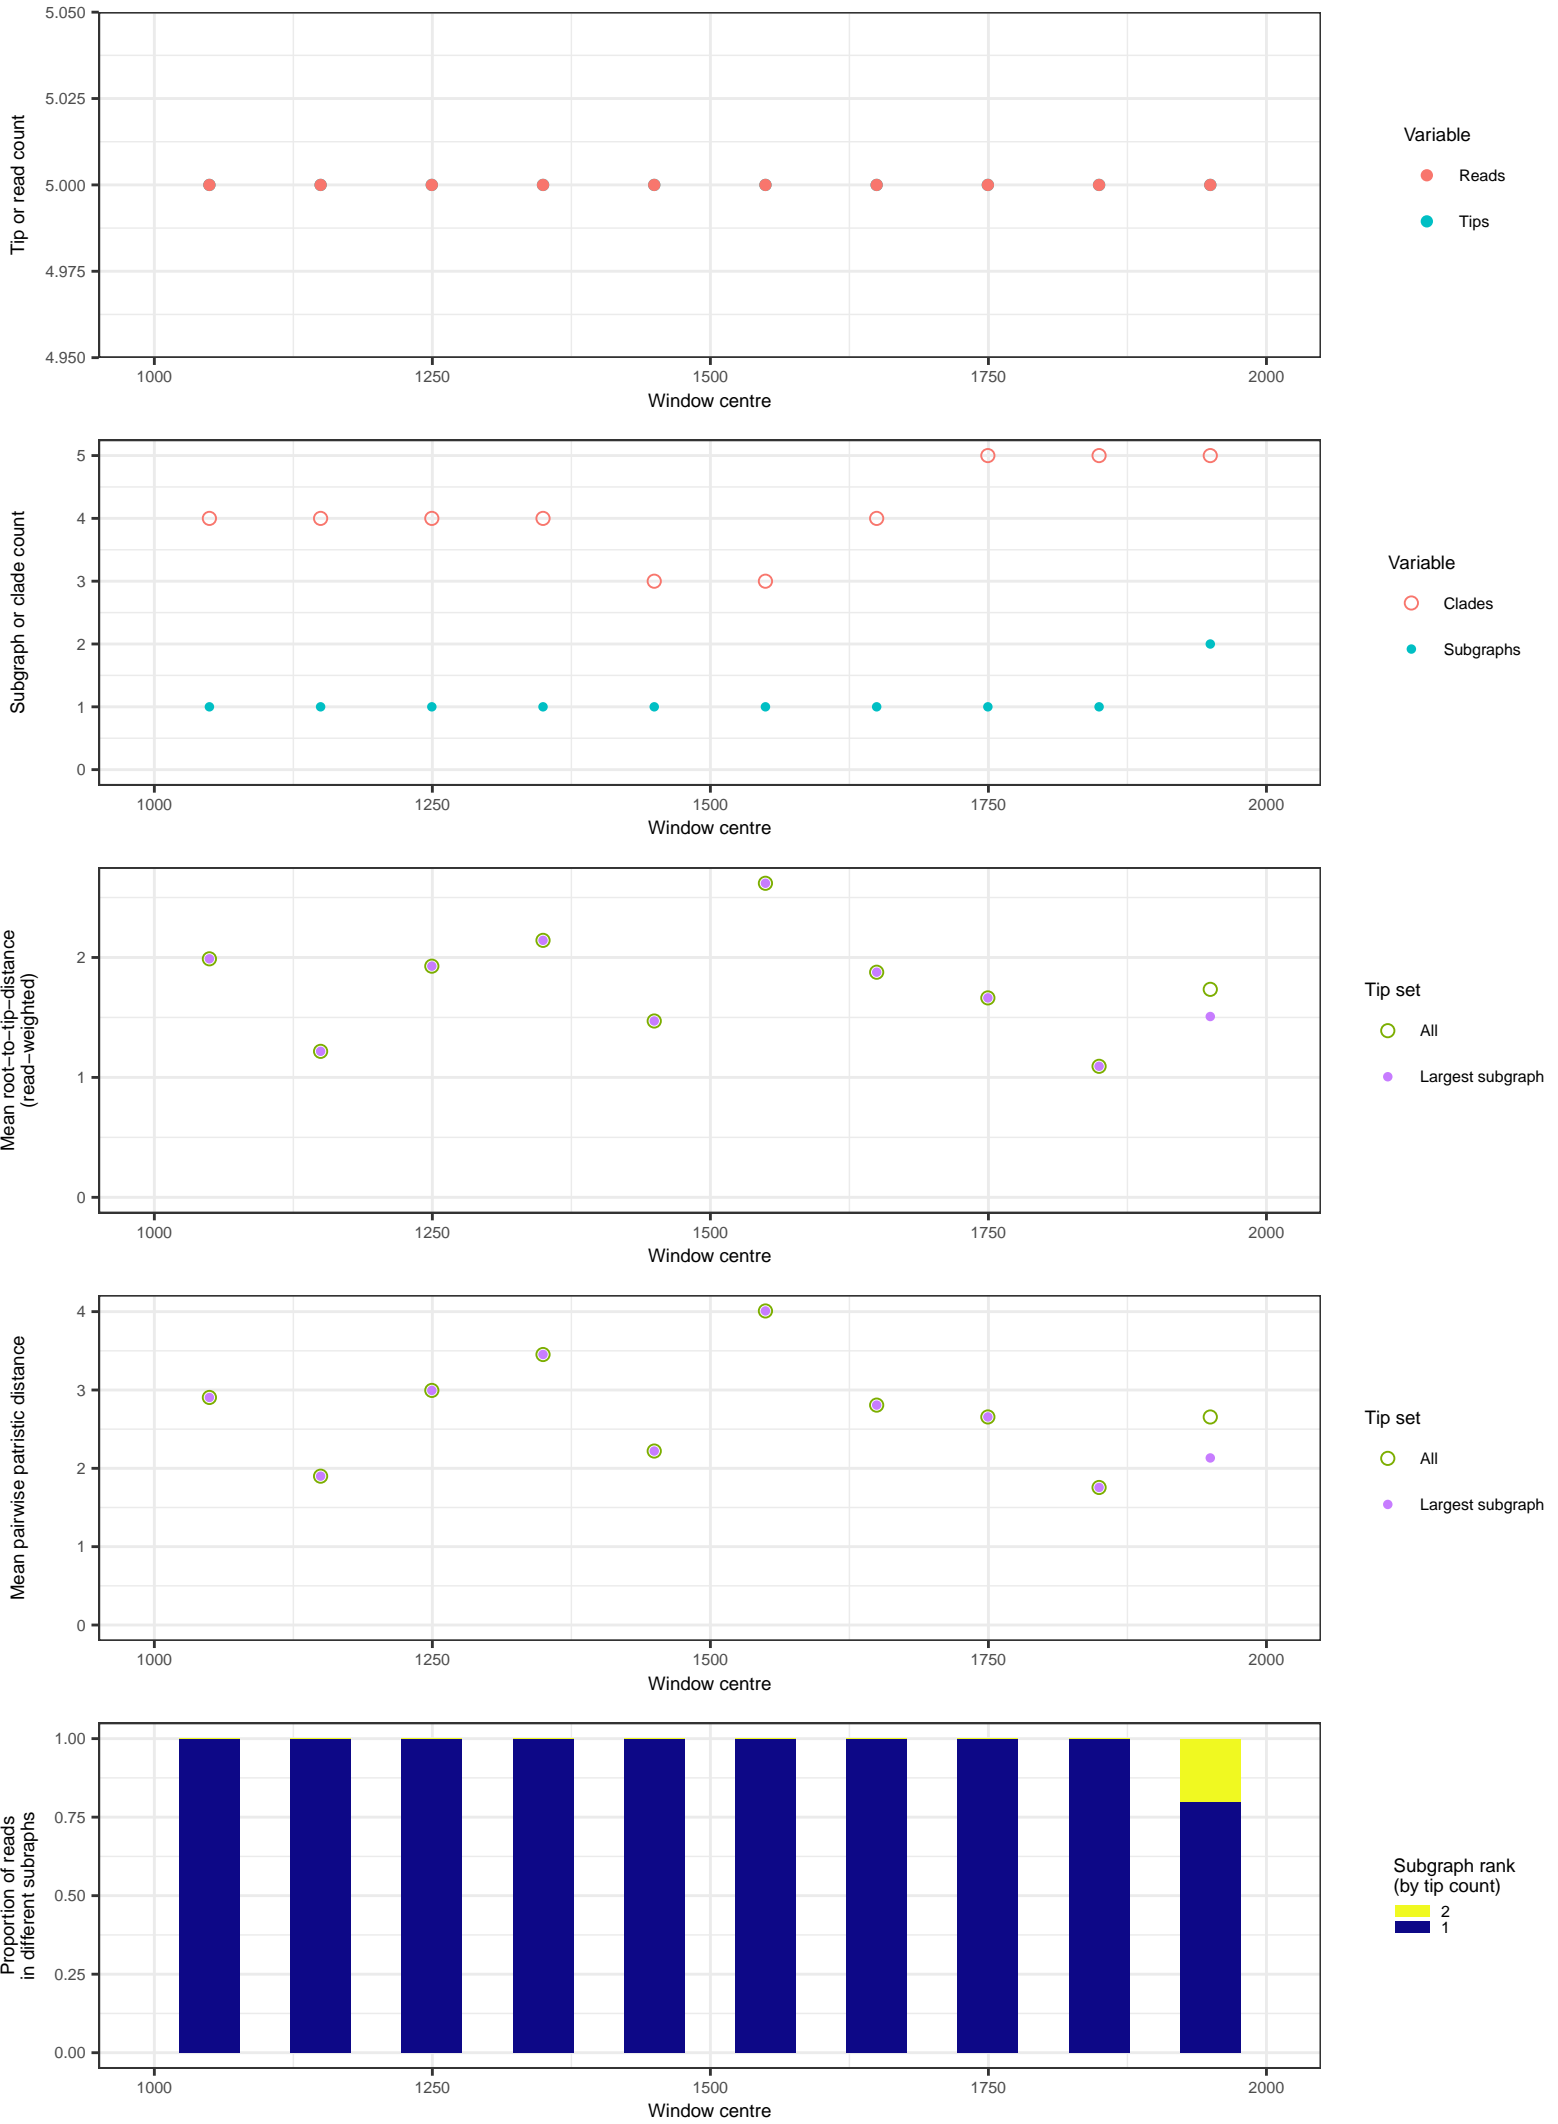 5.050
5.025
5.000
4.975
4.950
Tip or read count
1000 1250 1500 1750 2000
Window centre
Variable
Reads
Tips
5
4
3
2
1
0
Subgraph or clade count
1000 1250 1500 1750 2000
Window centre
Variable
Clades
Subgraphs
2
1
0
Mean root−to−tip−distance
(read−weighted)
1000 1250 1500 1750 2000
Window centre
Tip set
All
Largest subgraph
4
3
2
1
0
Mean pairwise patristic distance
1000 1250 1500 1750 2000
Window centre
Tip set
All
Largest subgraph
1.00
0.75
0.50
0.25
0.00
Proportion of reads
in different subraphs
1000 1250 1500 1750 2000
Window centre
Subgraph rank
(by tip count)
2
1